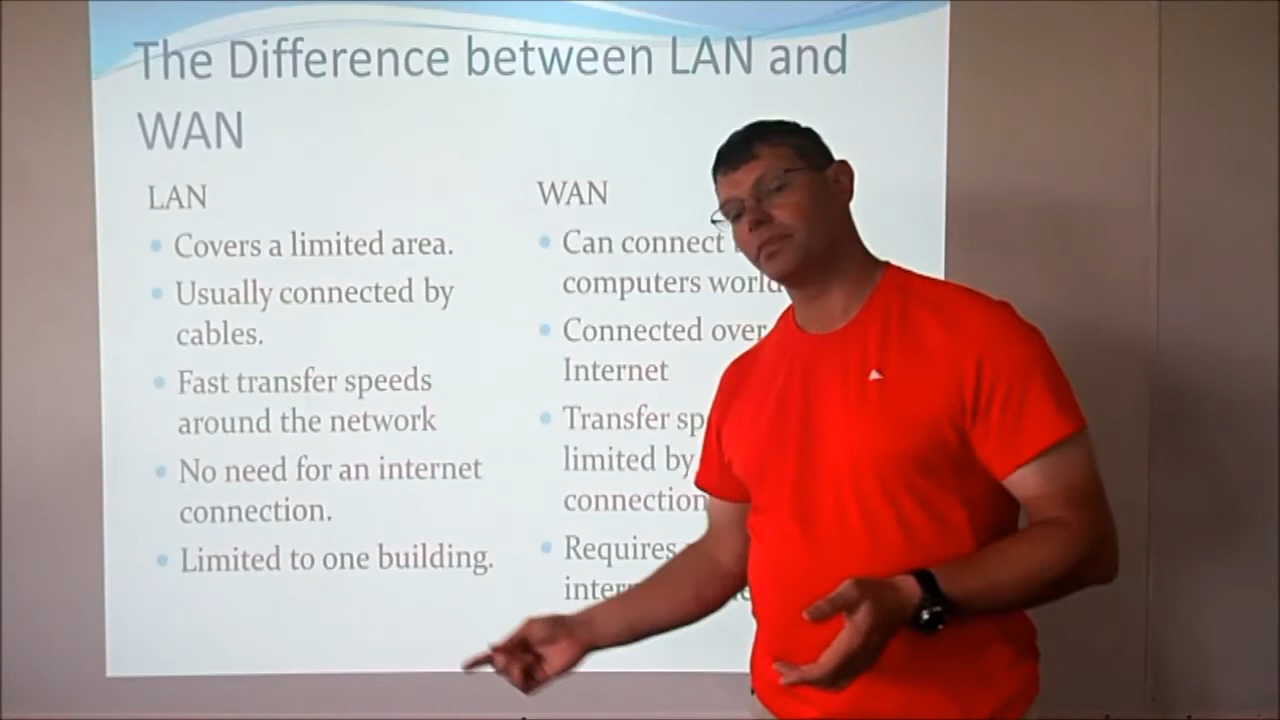 The Difference between LAN and
WAN
LAN
Covers a limited area.
Usually connected by
cables.
Fast transfer speeds
around the network
No need for an internet
connection.
Limited to one building.
WAN
Can connect
computers
Connected over
Internet
Transfer
limited by
connection
Requires